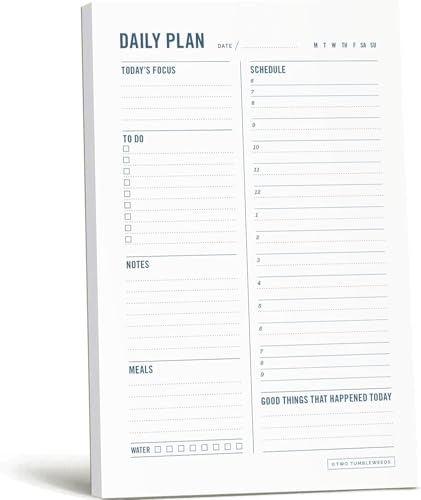 DAILY PLAN
DATE /
M T W TH F SA SU
TODAY'S FOCUS
TO DO
NOTES
MEALS
WATER
SCHEDULE
6
7
8
9
10
11
12
1
2
3
4
5
6
7
8
9
GOOD THINGS THAT HAPPENED TODAY
©TWO TUMBLEWEEDS